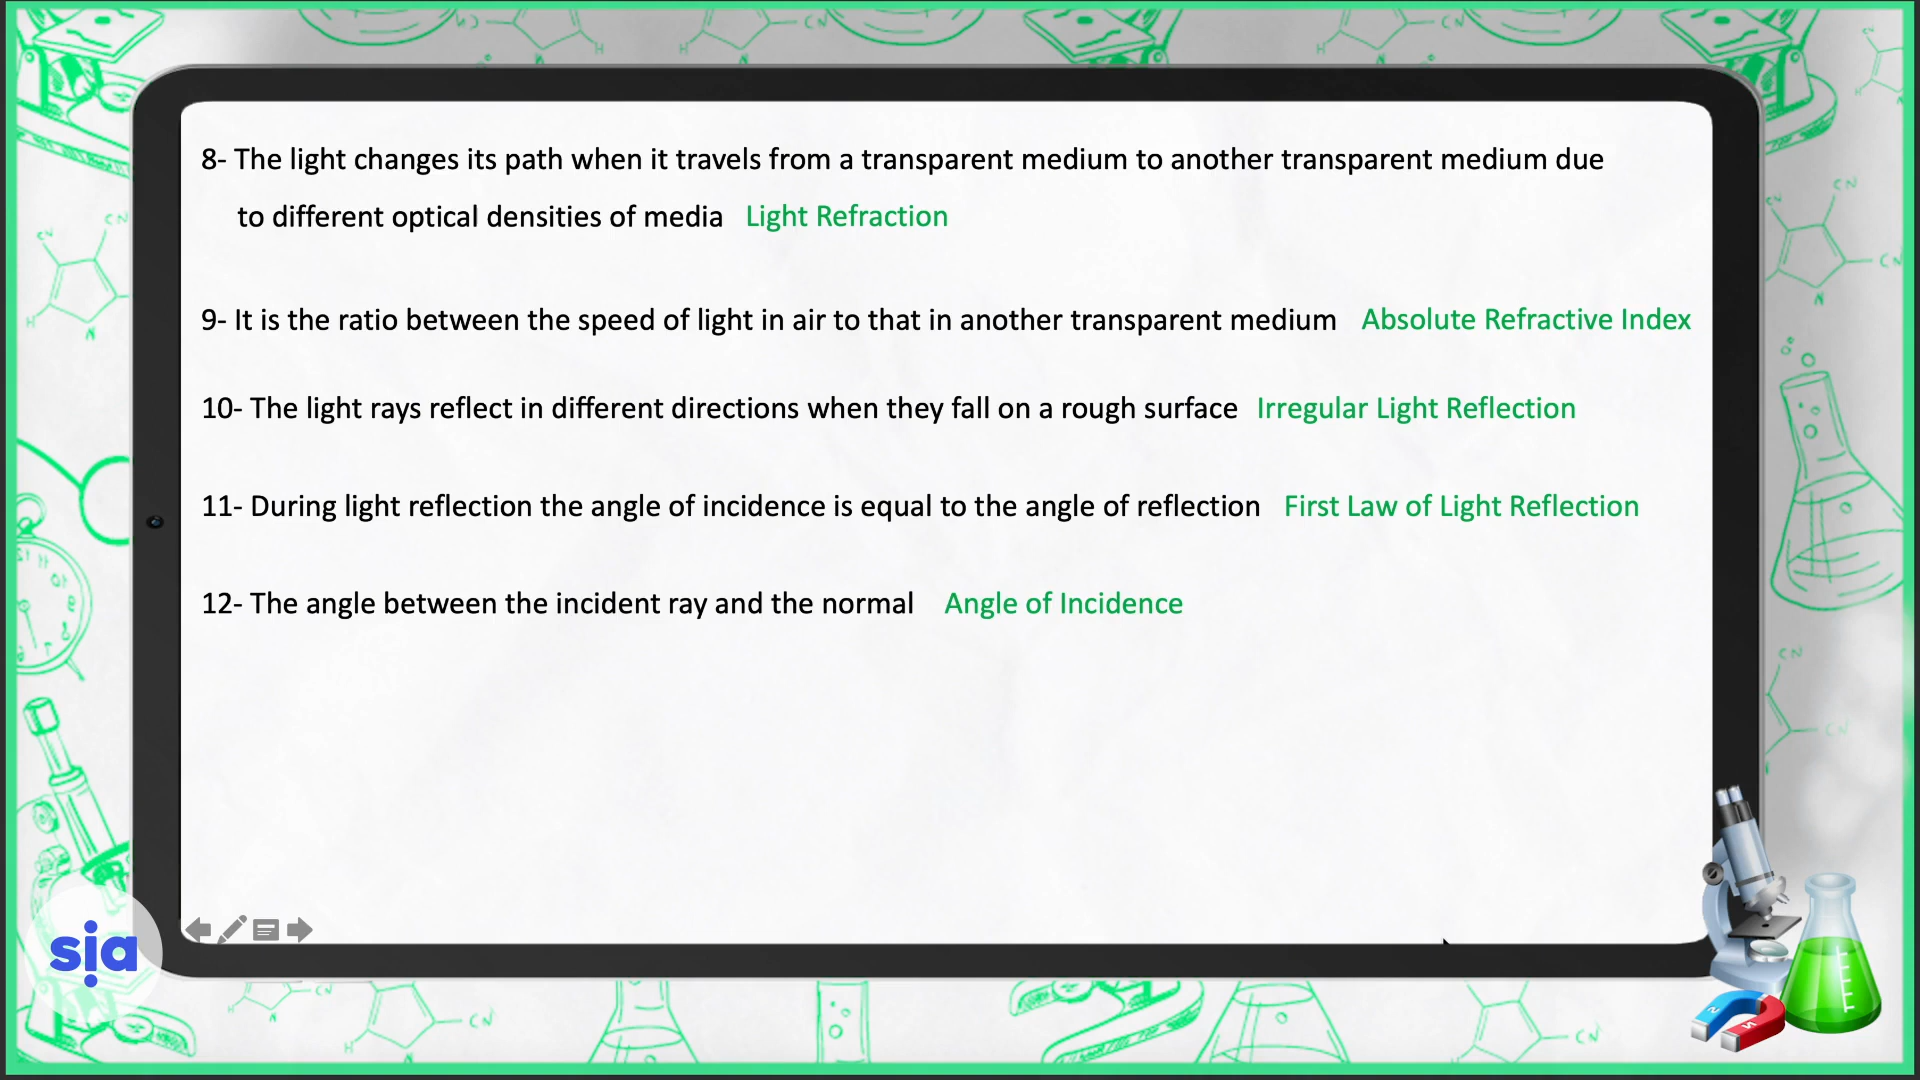 8- The light changes its path when it travels from a transparent medium to another transparent medium due
to different optical densities of media Light Refraction
9- It is the ratio between the speed of light in air to that in another transparent medium Absolute Refractive Index
10- The light rays reflect in different directions when they fall on a rough surface Irregular Light Reflection
11- During light reflection the angle of incidence is equal to the angle of reflection First Law of Light Reflection
12- The angle between the incident ray and the normal Angle of Incidence
sia